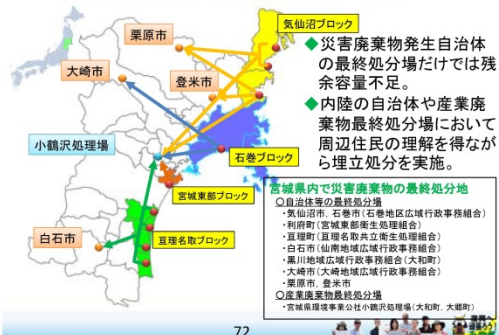 気仙沼ブロック
栗原市
大崎市
登米市
小鶴沢処理場
石巻ブロック
宮城東部ブロック
白石市
亘理名取ブロック
◆災害廃棄物発生自治体
の最終処分場だけでは残
余容量不足。
◆内陸の自治体や産業廃
棄物最終処分場において
周辺住民の理解を得なが
ら埋立処分を実施。
宮城県内で災害廃棄物の最終処分地
○自治体等の最終処分場
・気仙沼市、石巻市(石巻地区広域行政事務組合)
・利府町(宮城東部衛生処理組合)
・亘理町(亘理名取共立衛生処理組合)
・白石市(仙南地域広域行政事務組合)
・黒川地域広域行政事務組合(大和町)
・大崎市(大崎地域広域行政事務組合)
・栗原市、登米市
○産業廃棄物最終処分場
・宮城県環境事業公社小鶴沢処理場(大和町、大郷町)
72